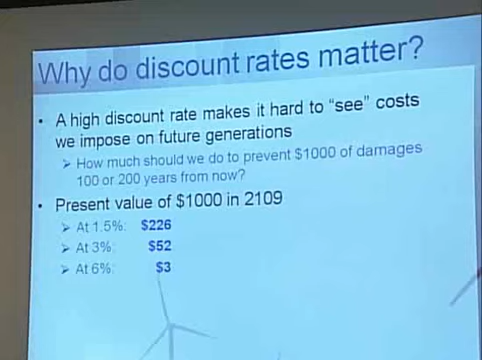 Why do discount rates matter?
• A high discount rate makes it hard to "see" costs
we impose on future generations
➢ How much should we do to prevent $1000 of damages
100 or 200 years from now?
• Present value of $1000 in 2109
➢ At 1.5%: $226
➢ At 3%: $52
➢ At 6%: $3